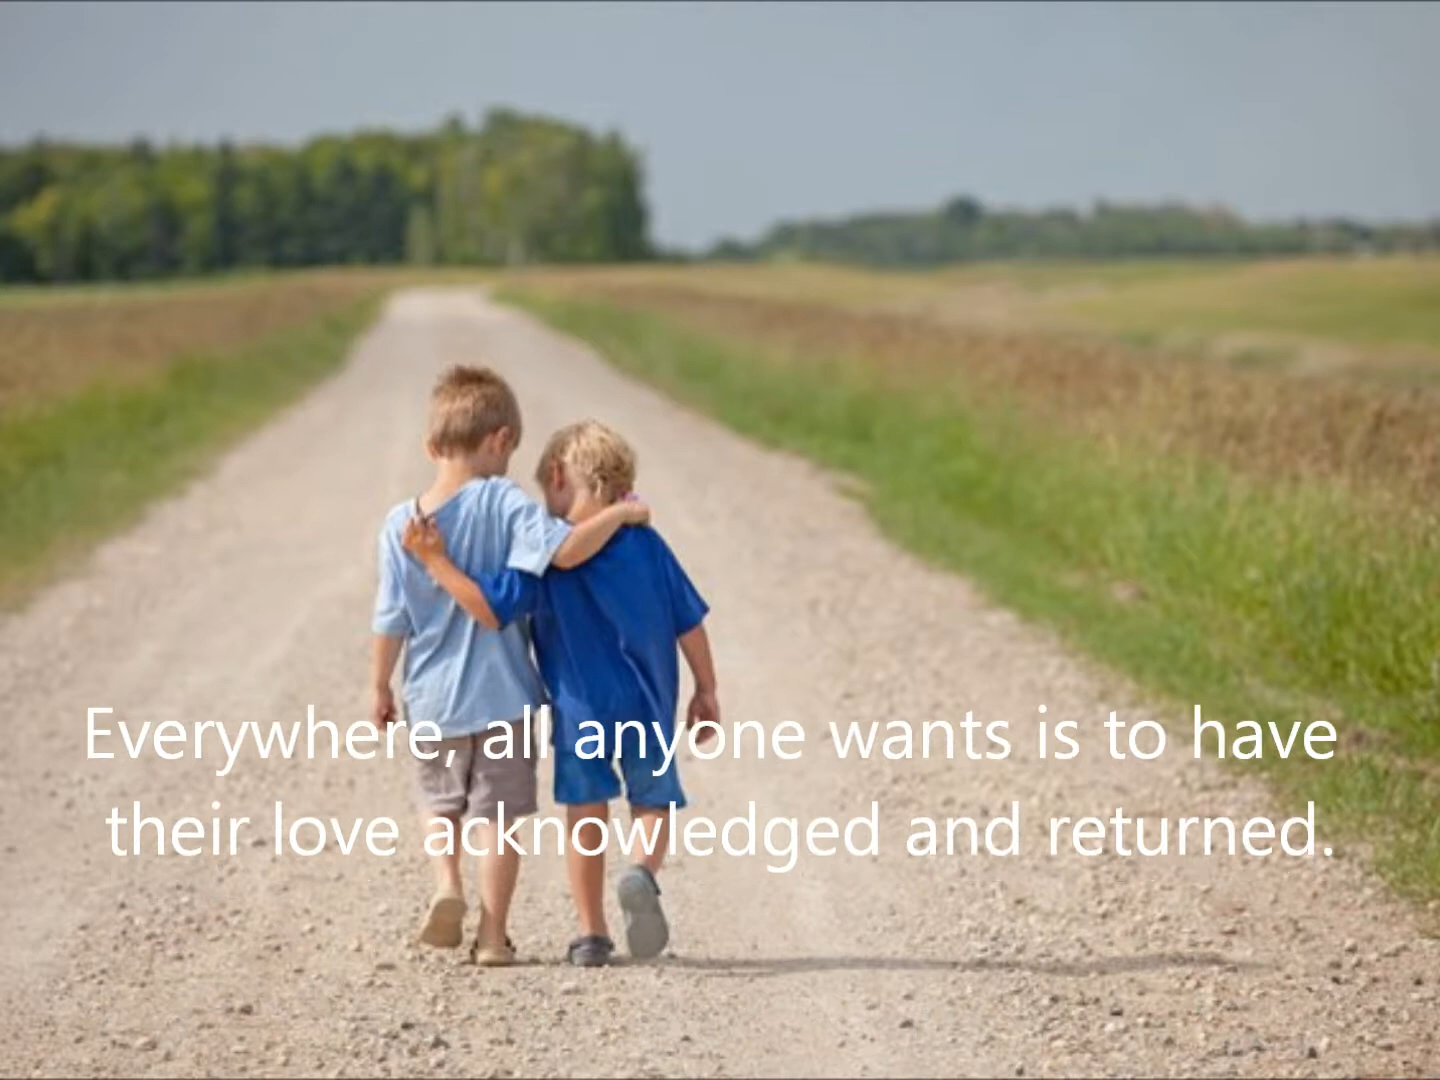 Everywhere, all anyone wants is to have
their love acknowledged and returned.